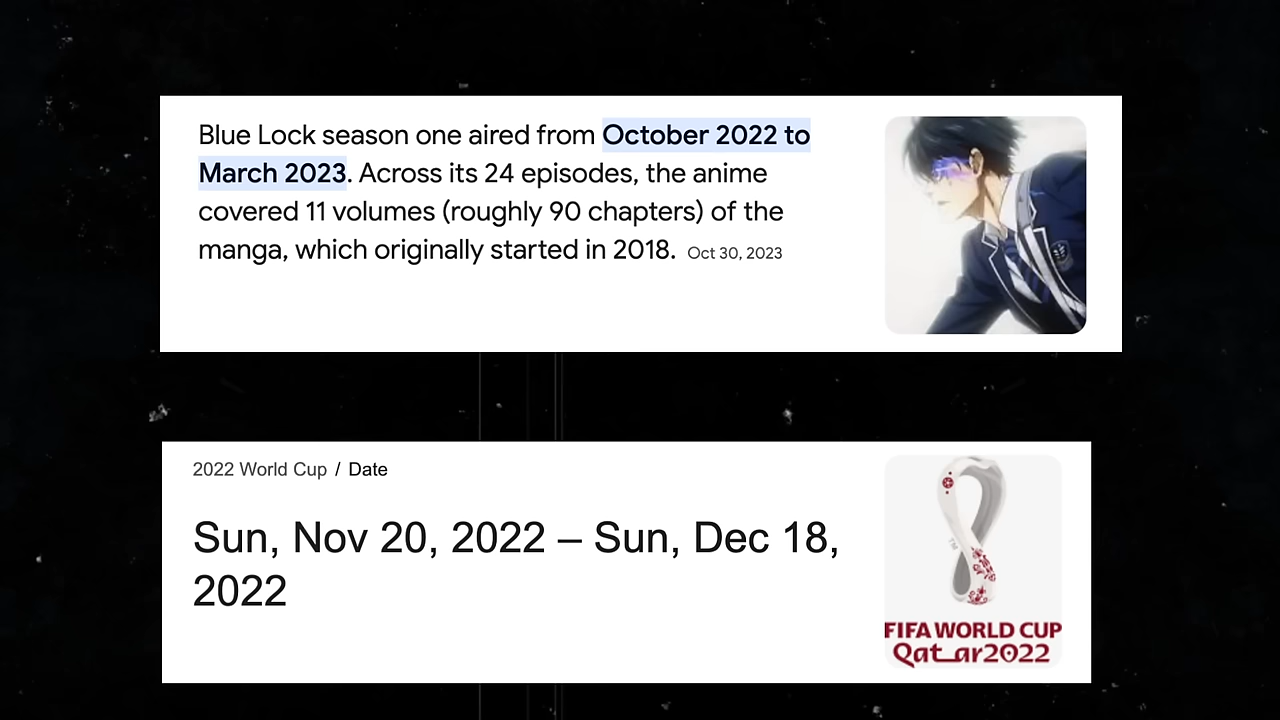 Blue Lock season one aired from October 2022 to
March 2023. Across its 24 episodes, the anime
covered 11 volumes (roughly 90 chapters) of the
manga, which originally started in 2018. Oct 30, 2023
2022 World Cup / Date
Sun, Nov 20, 2022 – Sun, Dec 18,
2022
TM
FIFA WORLD CUP
Qatar2022